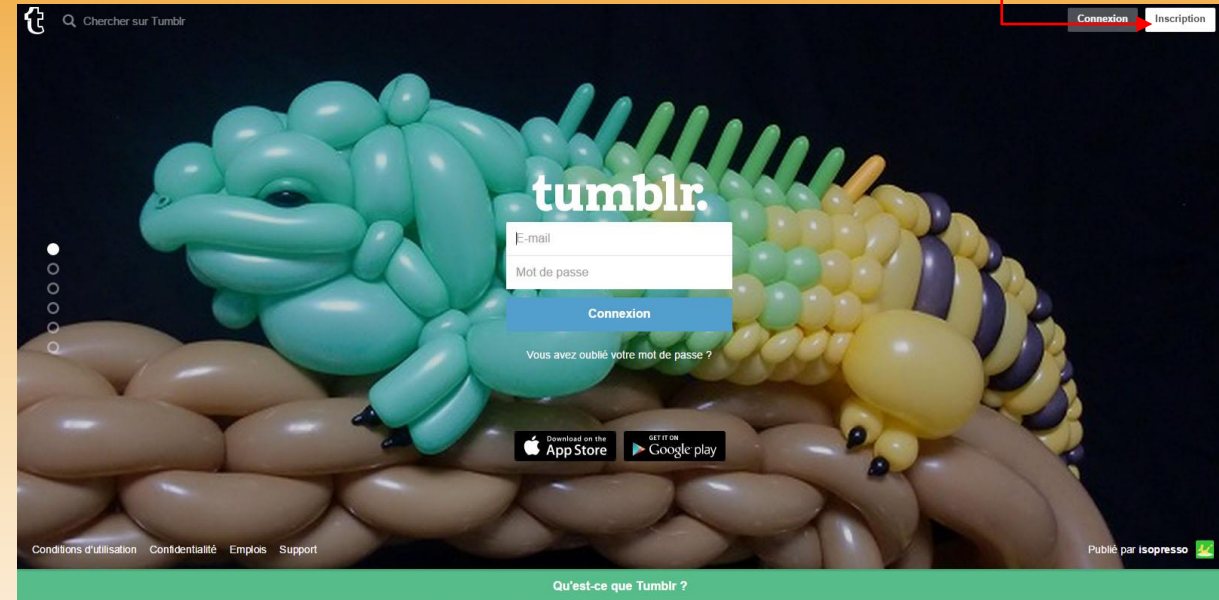 t
Chercher sur Tumblr
Connexion
Inscription
tumblr.
E-mail
Mot de passe
Connexion
Vous avez oublié votre mot de passe ?
Download on the
App Store
GET IT ON
Google play
Conditions d'utilisation Confidentialité Emplois Support
Publié par isopresso
Qu'est-ce que Tumblr ?